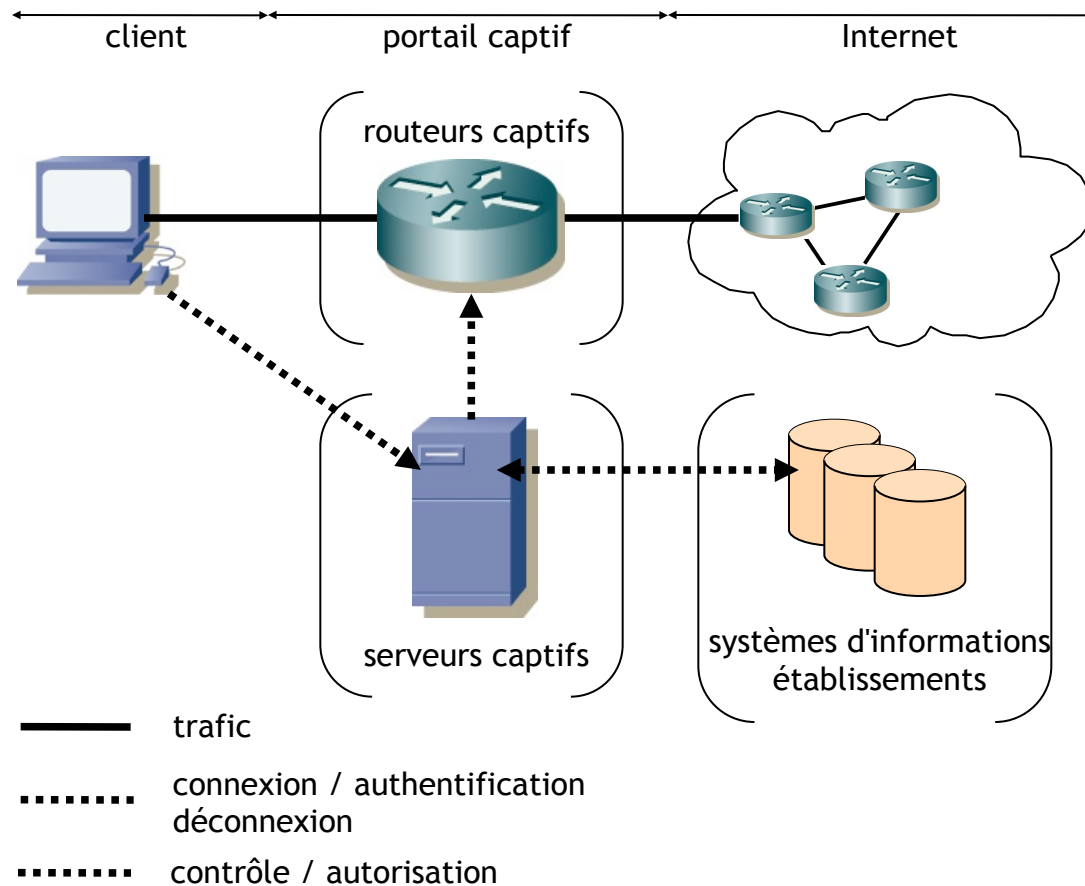 client
portail captif
Internet
routeurs captifs
serveurs captifs
systèmes d'informations
établissements
trafic
connexion / authentification
déconnexion
contrôle / autorisation